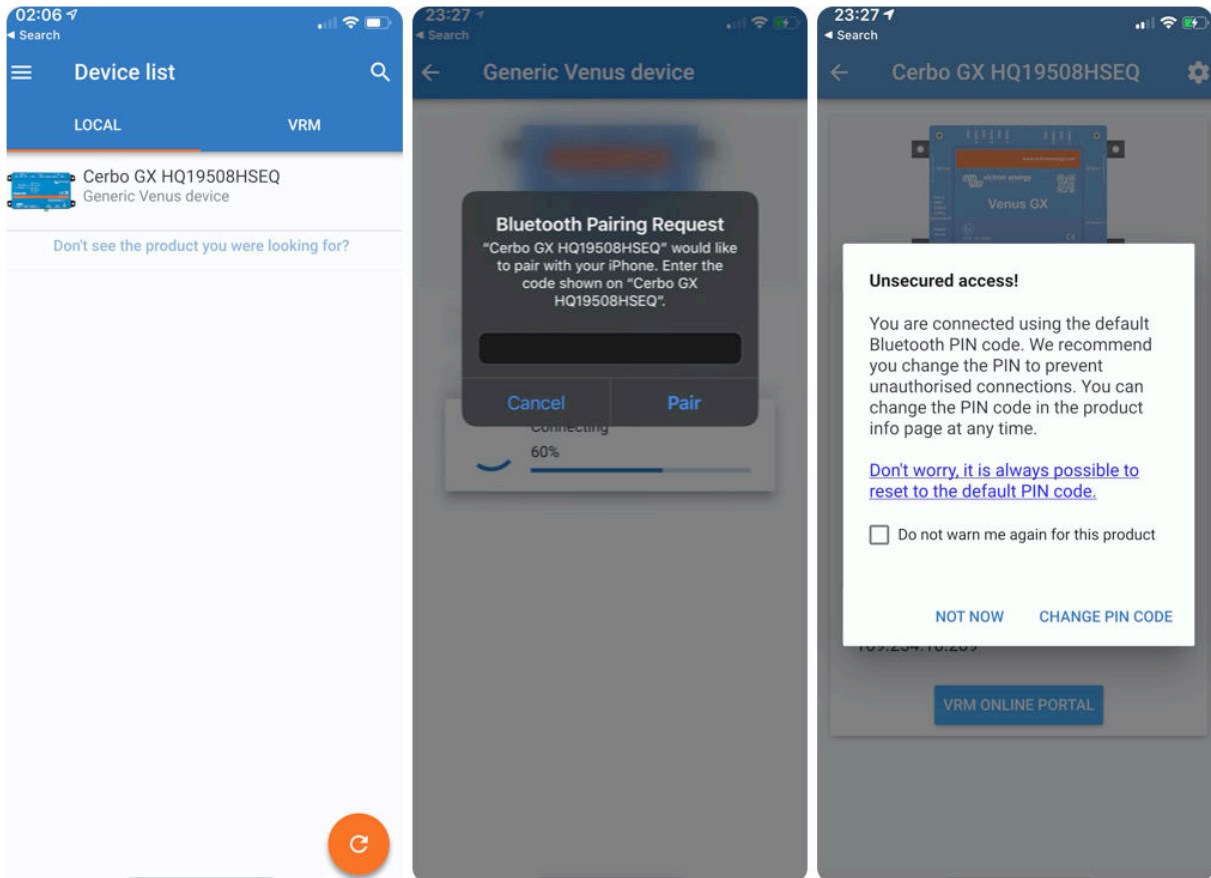 02:06
Search
Device list
LOCAL
VRM
Cerbo GX HQ19508HSEQ
Generic Venus device
Don't see the product you were looking for?
23:27
Search
Generic Venus device
Bluetooth Pairing Request
“Cerbo GX HQ19508HSEQ” would like
to pair with your iPhone. Enter the
code shown on “Cerbo GX
HQ19508HSEQ”.
Cancel
Pair
Connecting
60%
23:27
Search
Cerbo GX HQ19508HSEQ
victron energy
Venus GX
Unsecured access!
You are connected using the default
Bluetooth PIN code. We recommend
you change the PIN to prevent
unauthorised connections. You can
change the PIN code in the product
info page at any time.
Don't worry, it is always possible to
reset to the default PIN code.
Do not warn me again for this product
NOT NOW
CHANGE PIN CODE
VRM ONLINE PORTAL